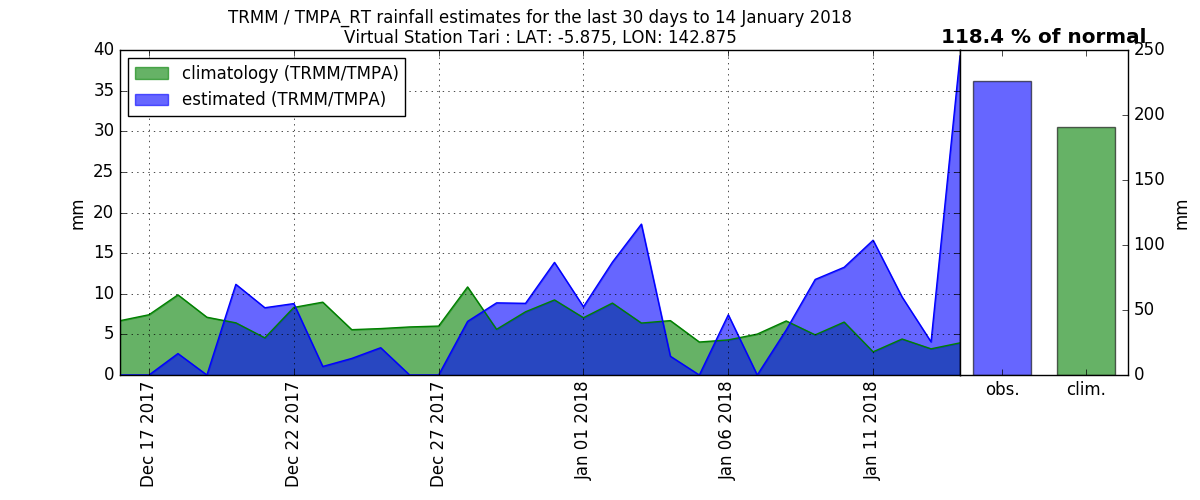 TRMM / TMPA_RT rainfall estimates for the last 30 days to 14 January 2018
Virtual Station Tari : LAT: -5.875, LON: 142.875
118.4 % of normal
climatology (TRMM/TMPA)
estimated (TRMM/TMPA)
40
35
30
25
20
15
10
5
0
mm
Dec 17 2017
Dec 22 2017
Dec 27 2017
Jan 01 2018
Jan 06 2018
Jan 11 2018
250
200
150
100
50
0
mm
obs.
clim.